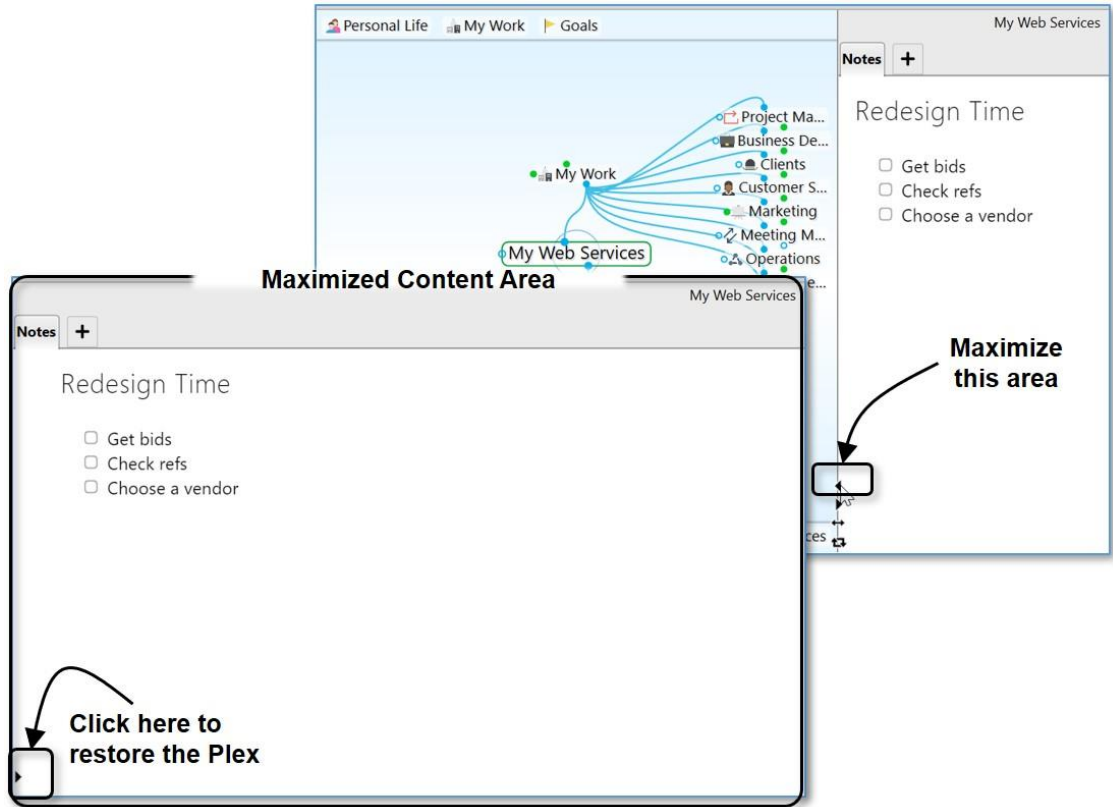 Personal Life My Work Goals
My Web Services
Notes +
Redesign Time
Get bids
Check refs
Choose a vendor
Project Ma...
Business De...
Clients
Customer S...
Marketing
Meeting M...
Operations
e...
My Work
My Web Services
Maximize
this area
ces
Maximized Content Area
My Web Services
Notes +
Redesign Time
Get bids
Check refs
Choose a vendor
Click here to
restore the Plex